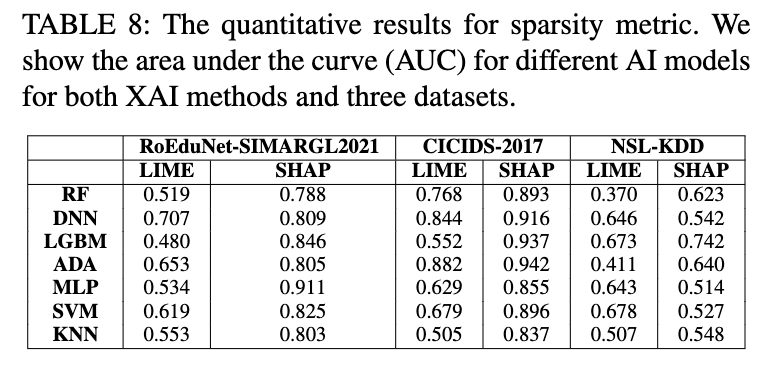 TABLE 8: The quantitative results for sparsity metric. We
show the area under the curve (AUC) for different AI models
for both XAI methods and three datasets.
RoEduNet-SIMARGL2021 CICIDS-2017 NSL-KDD
LIME SHAP LIME SHAP LIME SHAP
RF 0.519 0.788 0.768 0.893 0.370 0.623
DNN 0.707 0.809 0.844 0.916 0.646 0.542
LGBM 0.480 0.846 0.552 0.937 0.673 0.742
ADA 0.653 0.805 0.882 0.942 0.411 0.640
MLP 0.534 0.911 0.629 0.855 0.643 0.514
SVM 0.619 0.825 0.679 0.896 0.678 0.527
KNN 0.553 0.803 0.505 0.837 0.507 0.548